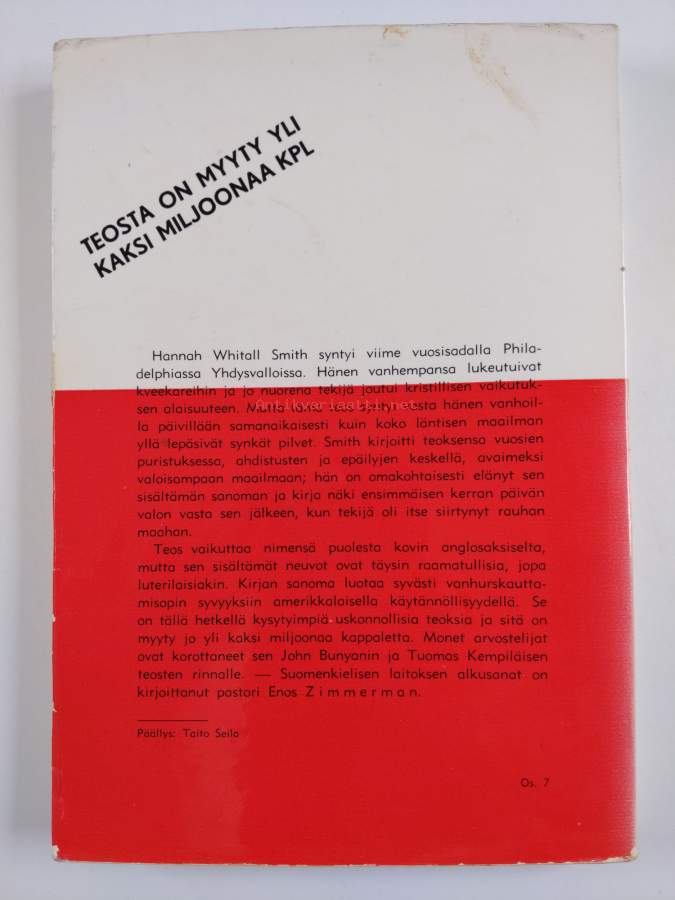 TEOSTA ON MYYTY YLI
KAKSI MILJOONAA KPL
Hannah Whitall Smith syntyi viime vuosisadalla Phila-
delphiassa Yhdysvalloissa. Hänen vanhempansa lukeutuivat
kveekareihin ja jo nuorena tekijä joutui kristillisen vaikutuk-
sen alaisuuteen. Mutta
Antikvariaatti.net
hänen vanhoil-
la päivillään samanaikaisesti kuin koko läntisen maailman
yllä lepäsivät synkät pilvet. Smith kirjoitti teoksensa vuosien
puristuksessa, ahdistusten ja epäilyjen keskellä, avaimeksi
valoisampaan maailmaan; hän on omakohtaisesti elänyt sen
sisältämän sanoman ja kirja näki ensimmäisen kerran päivän
valon vasta sen jälkeen, kun tekijä oli itse siirtynyt rauhan
maahan.
Teos vaikuttaa nimensä puolesta kovin anglosaksiselta,
mutta sen sisältämät neuvot ovat täysin raamatullisia, jopa
luterilaisiakin. Kirjan sanoma luotaa syvästi vanhurskautta-
misopin syvyyksiin amerikkalaisella käytännöllisyydellä. Se
on tällä hetkellä kysytyimpiä uskonnollisia teoksia ja sitä on
myyty jo yli kaksi miljoonaa kappaletta. Monet arvostelijat
ovat korottaneet sen John Bunyanin ja Tuomas Kempiläisen
teosten rinnalle. — Suomenkielisen laitoksen alkusanat on
kirjoittanut pastori Enos Zimmerman.
Päällys: Taito Seila
Os. 7